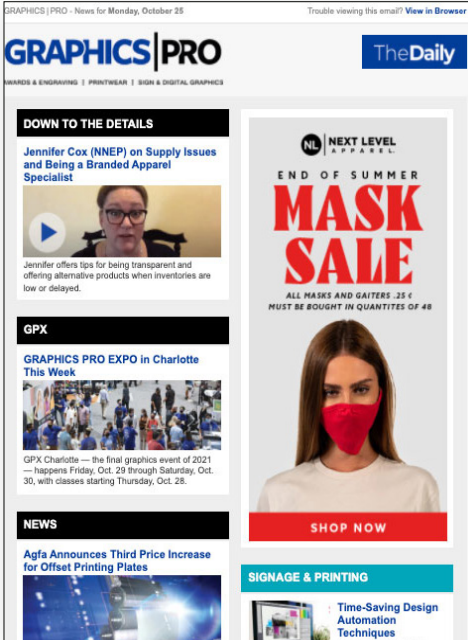 GRAPHICS | PRO - News for Monday, October 25
Trouble viewing this email? View in Browser
GRAPHICS|PRO
AWARDS & ENGRAVING | PRINTWEAR | SIGN & DIGITAL GRAPHICS
TheDaily
DOWN TO THE DETAILS
Jennifer Cox (NNEP) on Supply Issues
and Being a Branded Apparel
Specialist
Jennifer offers tips for being transparent and
offering alternative products when inventories are
low or delayed.
GPX
GRAPHICS PRO EXPO in Charlotte
This Week
GPX Charlotte — the final graphics event of 2021
— happens Friday, Oct. 29 through Saturday, Oct.
30, with classes starting Thursday, Oct. 28.
NEWS
Agfa Announces Third Price Increase
for Offset Printing Plates
NL NEXT LEVEL
APPAREL.
END OF SUMMER
MASK
SALE
ALL MASKS AND GAITERS .25 ¢
MUST BE BOUGHT IN QUANTITES OF 48
SHOP NOW
SIGNAGE & PRINTING
Time-Saving Design
Automation
Techniques